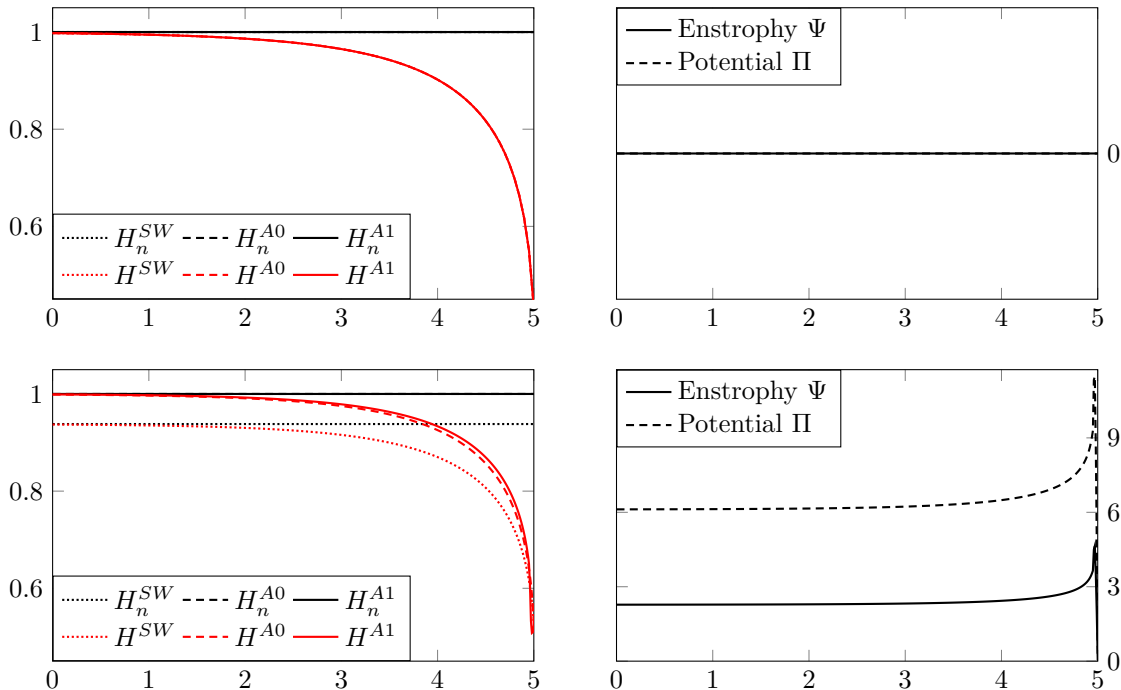 1
0.8
0.6
H_n^{SW} H_n^{A0} H_n^{A1}
H^{SW} H^{A0} H^{A1}
0 1 2 3 4 5
Enstrophy Ψ
Potential Π
0
0 1 2 3 4 5
1
0.8
0.6
H_n^{SW} H_n^{A0} H_n^{A1}
H^{SW} H^{A0} H^{A1}
0 1 2 3 4 5
Enstrophy Ψ
Potential Π
9
6
3
0
0 1 2 3 4 5